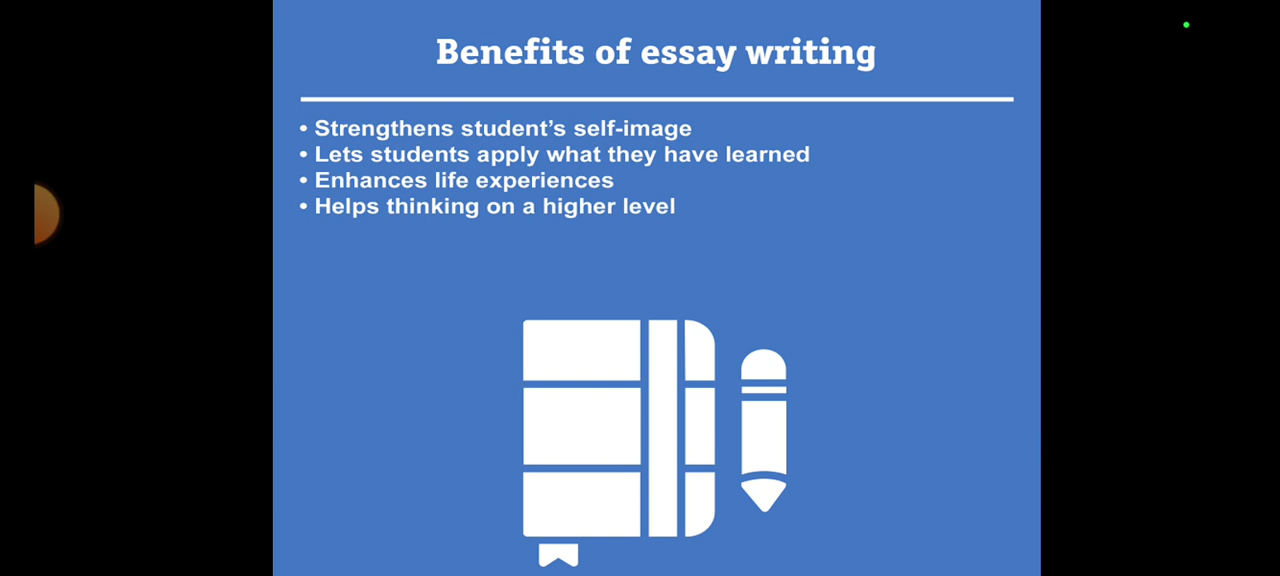 Benefits of essay writing
• Strengthens student’s self-image
• Lets students apply what they have learned
• Enhances life experiences
• Helps thinking on a higher level